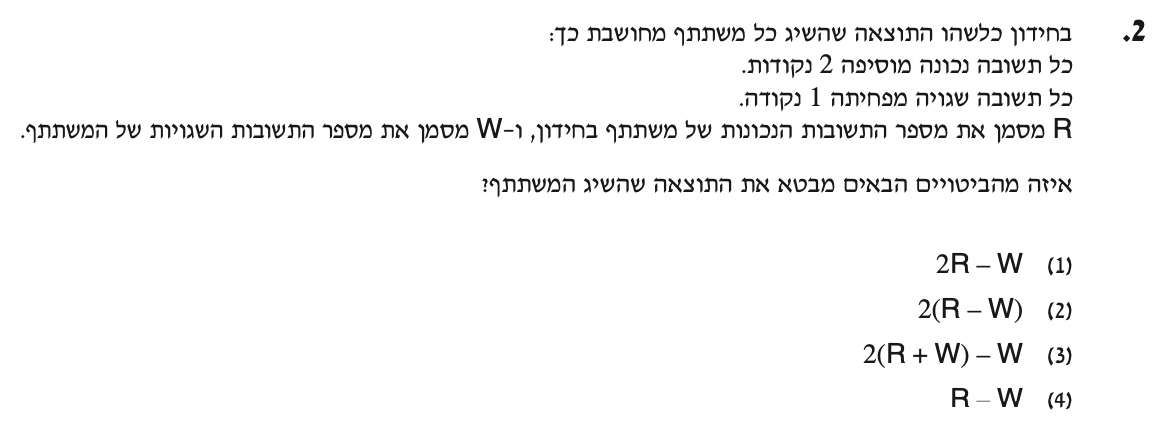 2. בחידון כלשהו התוצאה שהשיג כל משתתף מחושבת כך:
כל תשובה נכונה מוסיפה 2 נקודות.
כל תשובה שגויה מפחיתה 1 נקודה.
R מסמן את מספר התשובות הנכונות של משתתף בחידון, ו-W מסמן את מספר התשובות השגויות של המשתתף.
איזה מהביטויים הבאים מבטא את התוצאה שהשיג המשתתף?
(1) 2R – W
(2) 2(R – W)
(3) 2(R + W) – W
(4) R – W